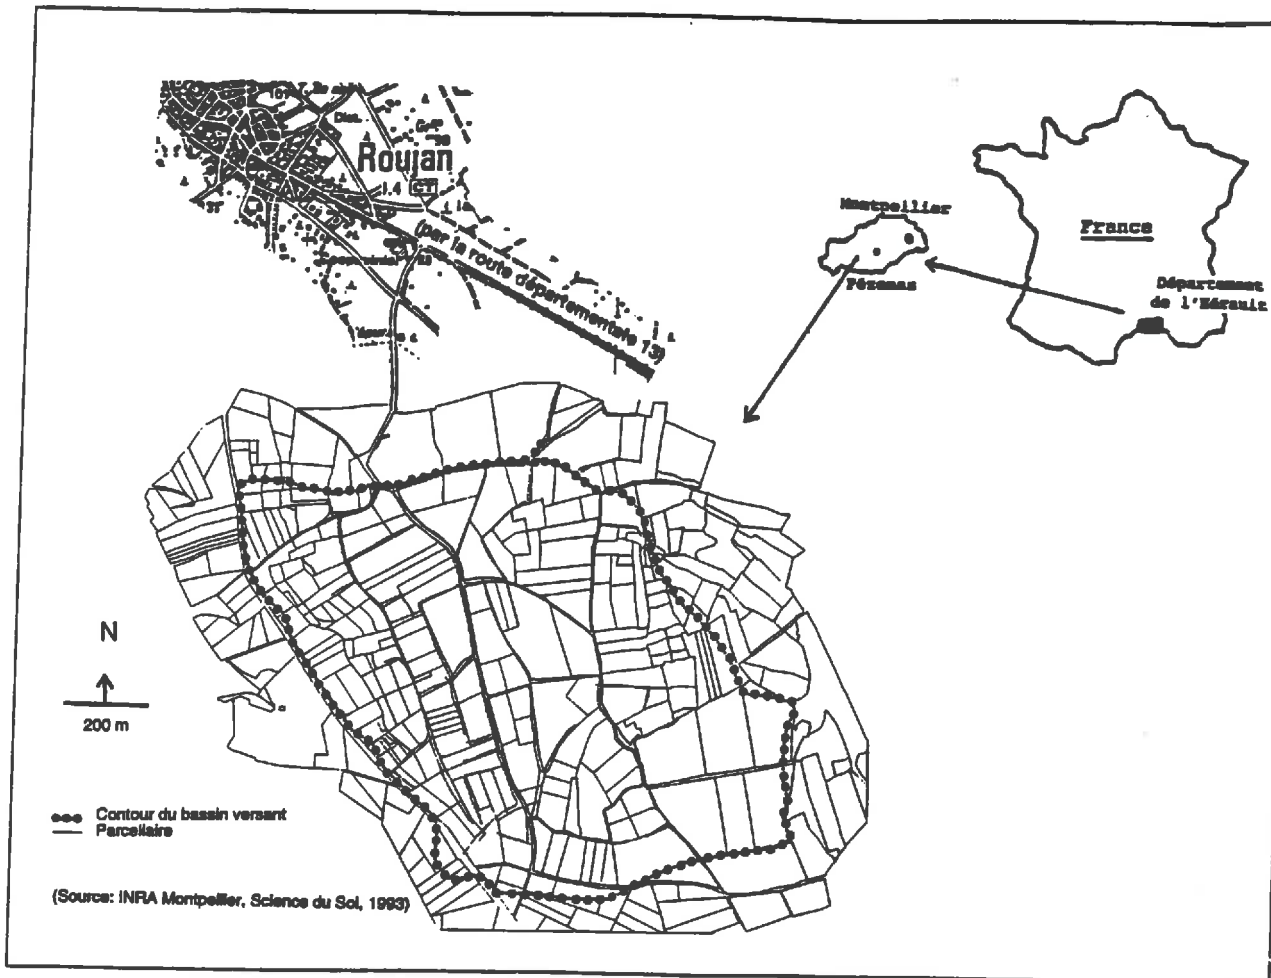 Roujan
CT
(par la route départementale 13)
Montpellier
Pézenas
France
Département
de l'Hérault
N
200 m
Contour du bassin versant
Parcellaire
(Source: INRA Montpellier, Science du Sol, 1993)